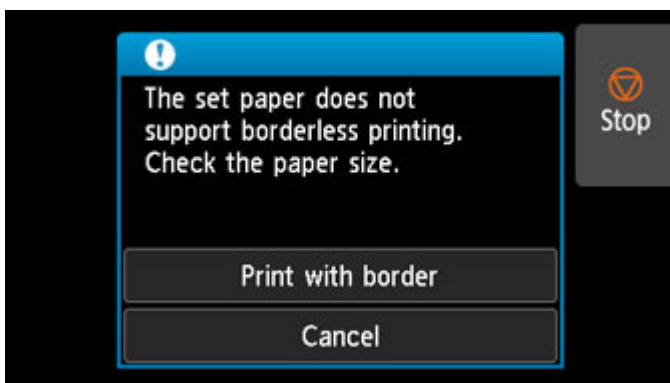 The set paper does not
support borderless printing.
Check the paper size.
Stop
Print with border
Cancel